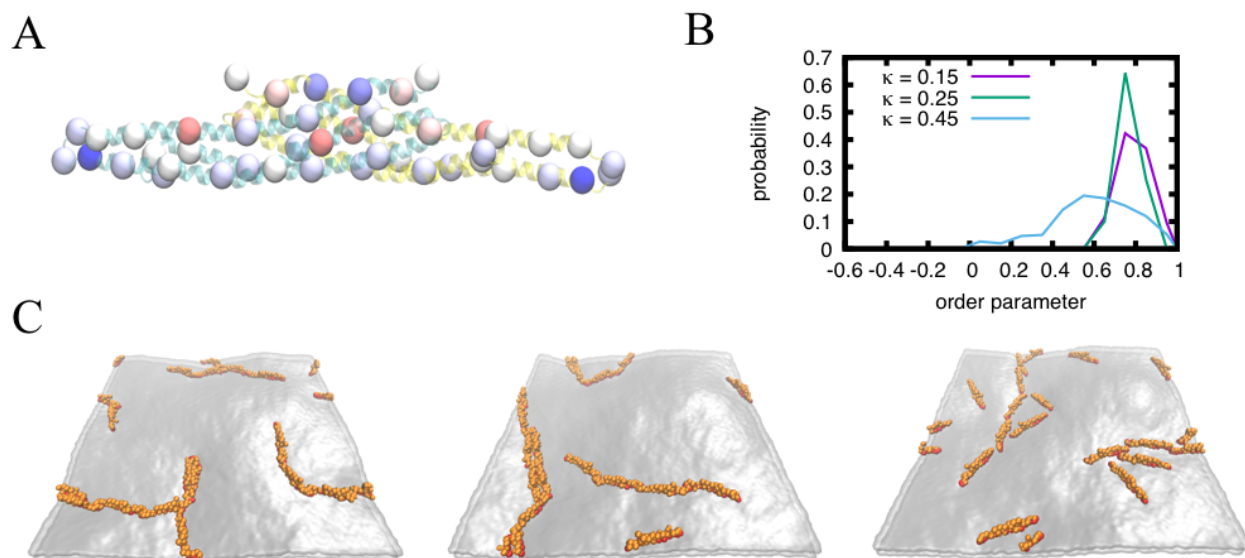 A
B
0.7
0.6
0.5
0.4
0.3
0.2
0.1
0
probability
κ = 0.15
κ = 0.25
κ = 0.45
-0.6 -0.4 -0.2 0 0.2 0.4 0.6 0.8 1
order parameter
C